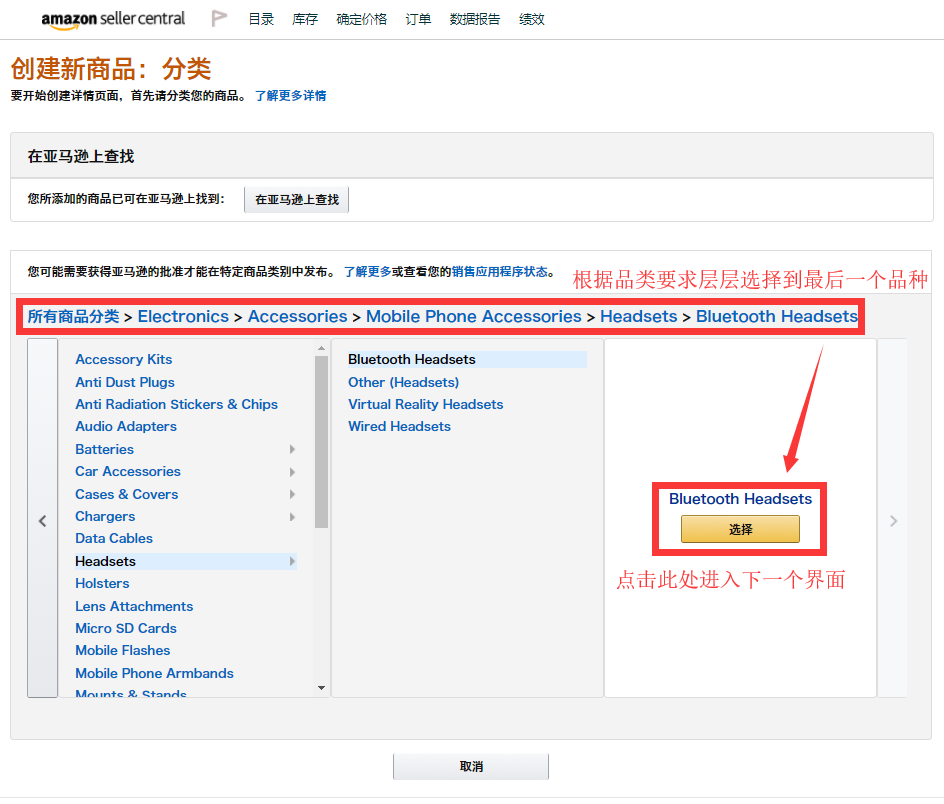 amazon seller central 目录 库存 确定价格 订单 数据报告 绩效
创建新商品：分类
要开始创建详情页面，首先请分类您的商品。 了解更多详情
在亚马逊上查找
您所添加的商品已可在亚马逊上找到： 在亚马逊上查找
您可能需要获得亚马逊的批准才能在特定商品类别中发布。 了解更多或查看您的销售应用程序状态。
根据品类要求层层选择到最后一个品种
所有商品分类 > Electronics > Accessories > Mobile Phone Accessories > Headsets > Bluetooth Headsets
Accessory Kits
Anti Dust Plugs
Anti Radiation Stickers & Chips
Audio Adapters
Batteries
Car Accessories
Cases & Covers
Chargers
Data Cables
Headsets
Holsters
Lens Attachments
Micro SD Cards
Mobile Flashes
Mobile Phone Armbands
Mounts & Stands
Bluetooth Headsets
Other (Headsets)
Virtual Reality Headsets
Wired Headsets
Bluetooth Headsets
选择
点击此处进入下一个界面
取消